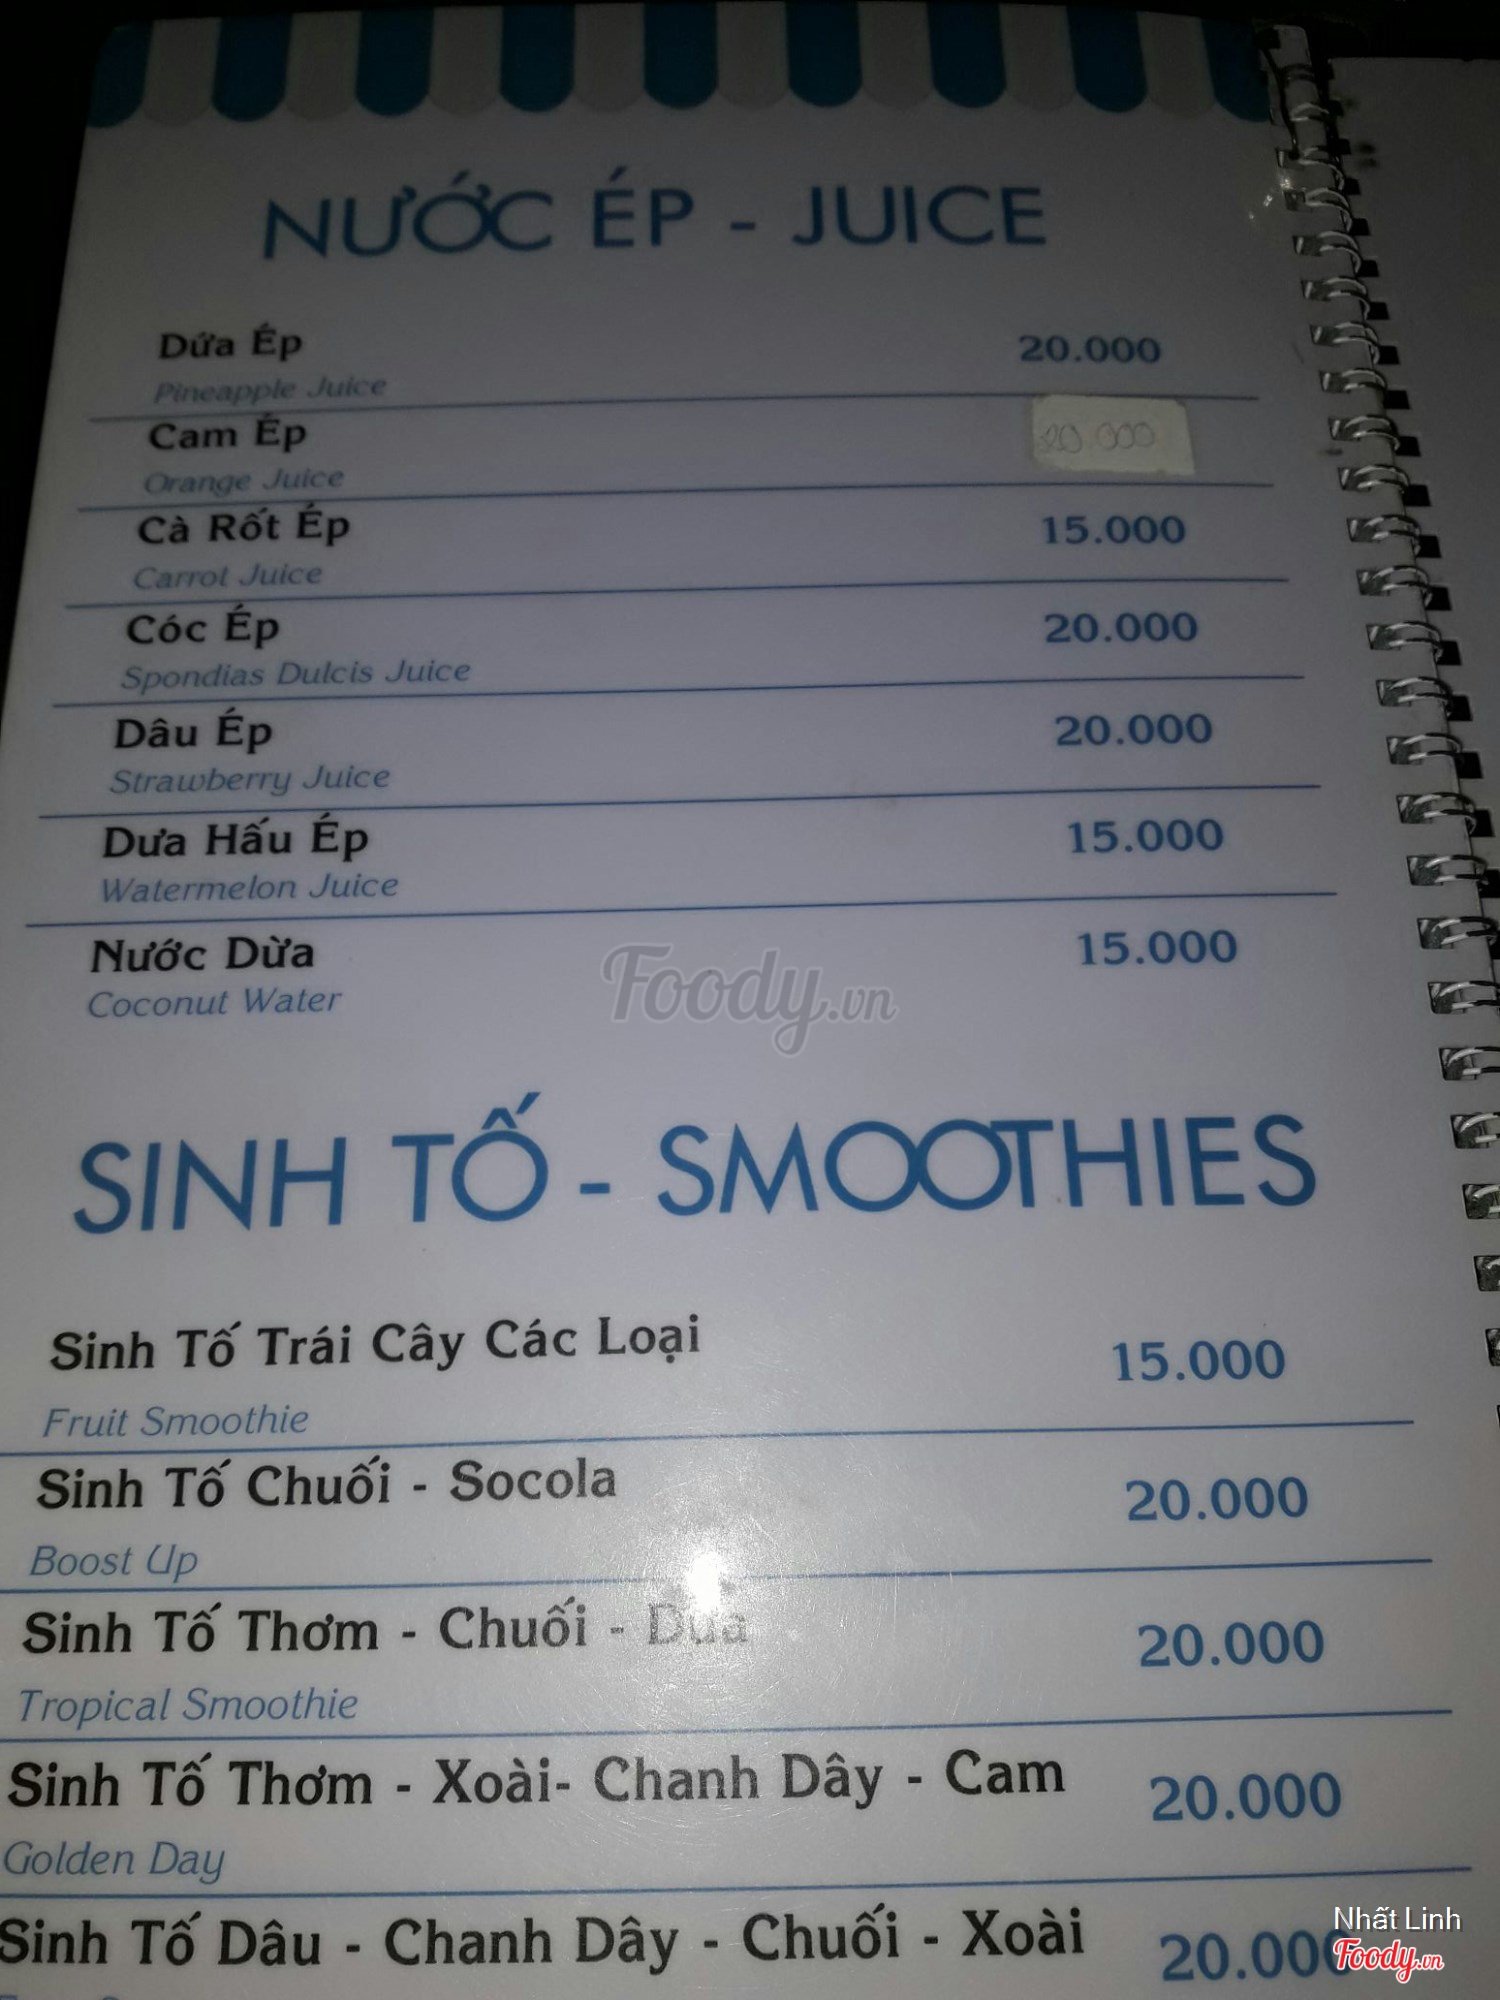 NƯỚC ÉP - JUICE
Dứa Ép 20.000
Pineapple Juice
Cam Ép 20.000
Orange Juice
Cà Rốt Ép 15.000
Carrot Juice
Cóc Ép 20.000
Spondias Dulcis Juice
Dâu Ép 20.000
Strawberry Juice
Dưa Hấu Ép 15.000
Watermelon Juice
Nước Dừa 15.000
Coconut Water
Foody.vn
SINH TỐ - SMOOTHIES
Sinh Tố Trái Cây Các Loại 15.000
Fruit Smoothie
Sinh Tố Chuối - Socola 20.000
Boost Up
Sinh Tố Thơm - Chuối - 20.000
Tropical Smoothie
Sinh Tố Thơm - Xoài- Chanh Dây - Cam 20.000
Golden Day
Sinh Tố Dâu - Chanh Dây - Chuối - Xoài 20.000
Nhất Linh
Foody.vn